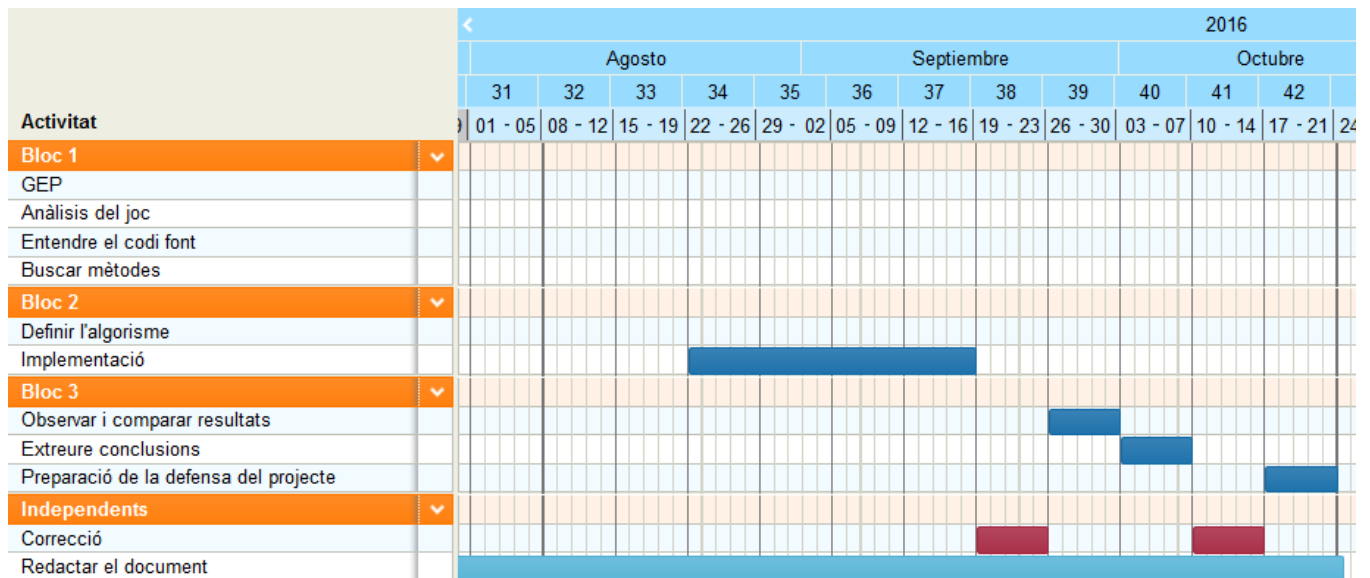 2016
Agosto Septiembre Octubre
31 32 33 34 35 36 37 38 39 40 41 42
Activitat 9 01 - 05 08 - 12 15 - 19 22 - 26 29 - 02 05 - 09 12 - 16 19 - 23 26 - 30 03 - 07 10 - 14 17 - 21 24
Bloc 1
GEP
Anàlisis del joc
Entendre el codi font
Buscar mètodes
Bloc 2
Definir l'algorisme
Implementació
Bloc 3
Observar i comparar resultats
Extreure conclusions
Preparació de la defensa del projecte
Independents
Correcció
Redactar el document